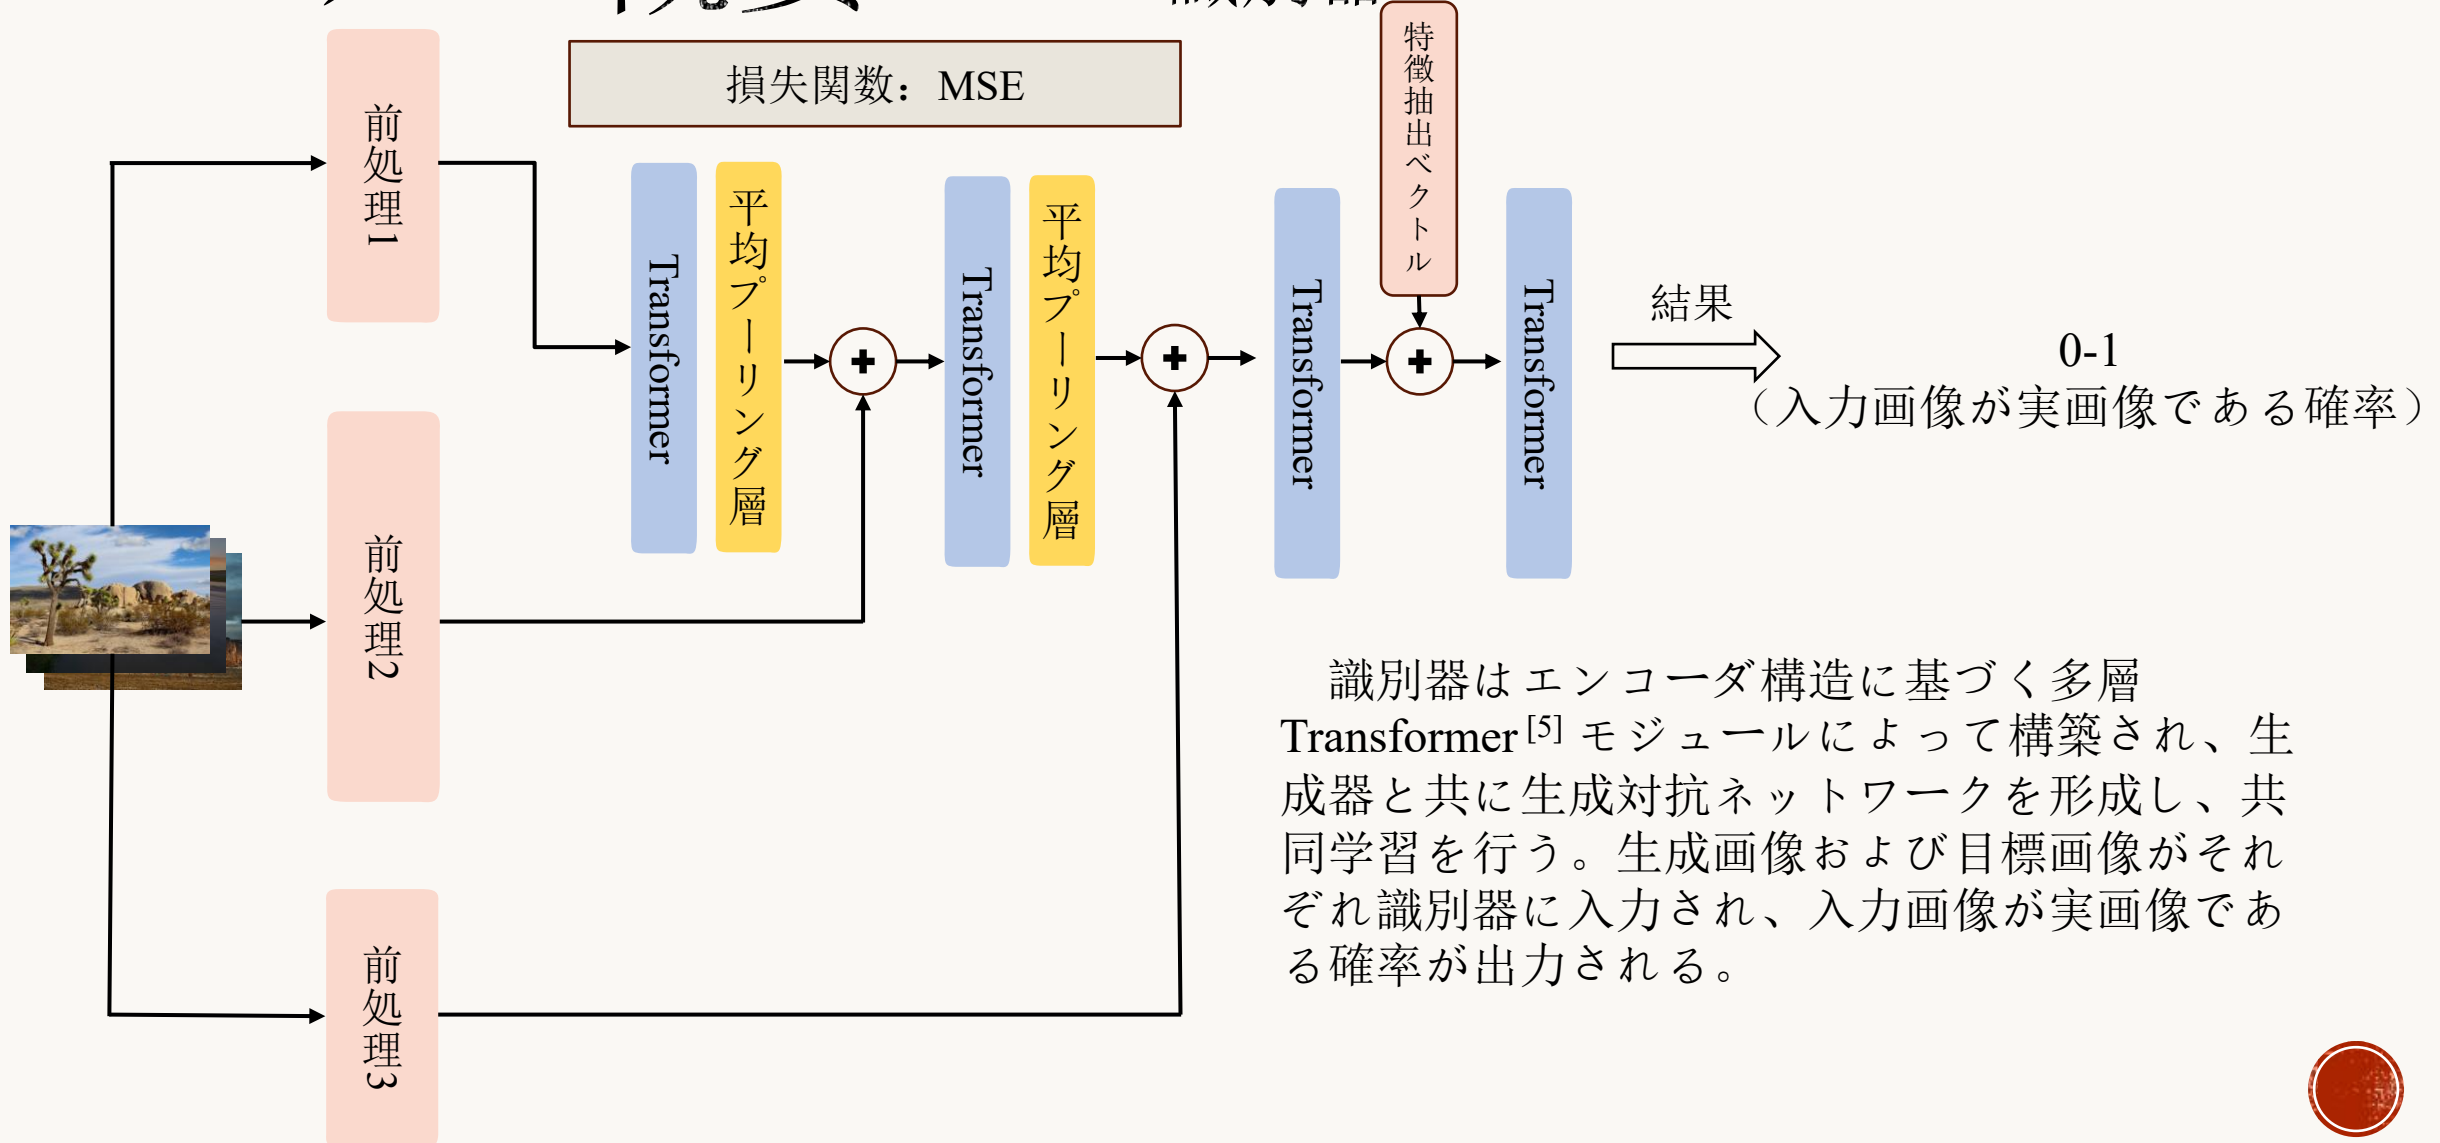 損失関数：MSE
特徴抽出ベクトル
前処理1
Transformer
平均プーリング層
Transformer
平均プーリング層
Transformer
Transformer
結果
0-1
（入力画像が実画像である確率）
前処理2
前処理3
識別器はエンコーダ構造に基づく多層
Transformer[5] モジュールによって構築され、生
成器と共に生成対抗ネットワークを形成し、共
同学習を行う。生成画像および目標画像がそれ
ぞれ識別器に入力され、入力画像が実画像であ
る確率が出力される。